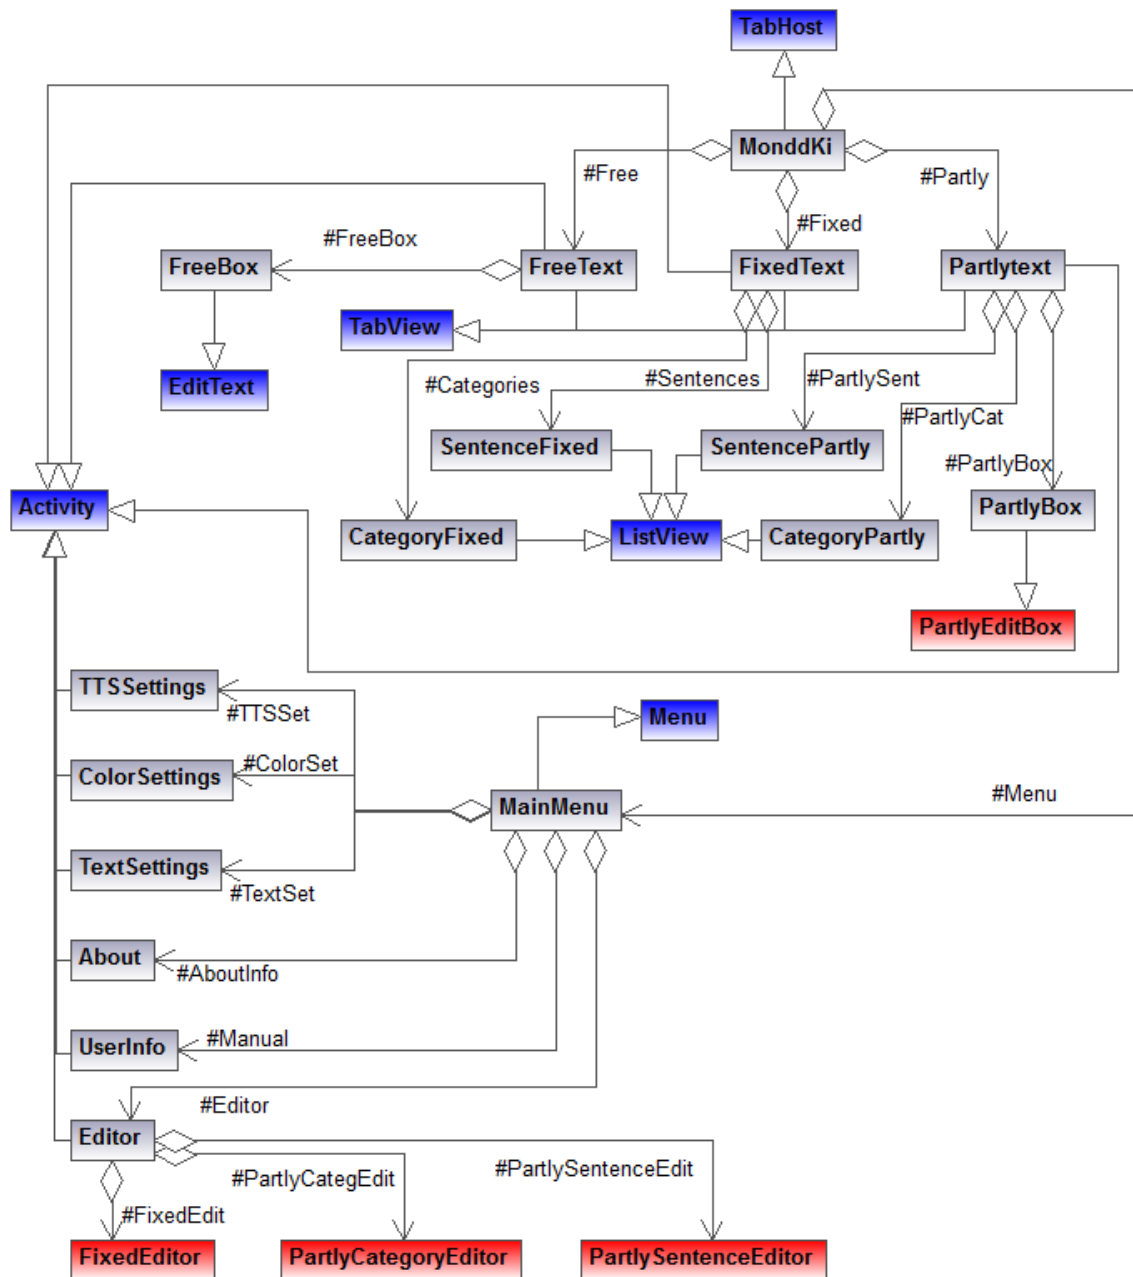 TabHost
MonddKi
#Free
#Partly
#Fixed
#FreeBox
FreeBox
FreeText
FixedText
Partlytext
TabView
EditText
#Categories
#Sentences
#PartlySent
#PartlyCat
SentenceFixed
SentencePartly
#PartlyBox
Activity
PartlyBox
CategoryFixed
ListView
CategoryPartly
PartlyEditBox
TTSSettings
#TTSSet
Menu
ColorSettings
#ColorSet
MainMenu
#Menu
TextSettings
#TextSet
About
#AboutInfo
UserInfo
#Manual
#Editor
Editor
#PartlySentenceEdit
#PartlyCategEdit
#FixedEdit
FixedEditor
PartlyCategoryEditor
PartlySentenceEditor